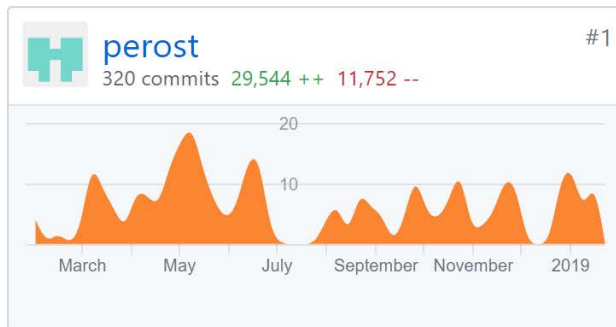 perost #1
320 commits 29,544 ++ 11,752 --
20
10
March May July September November 2019